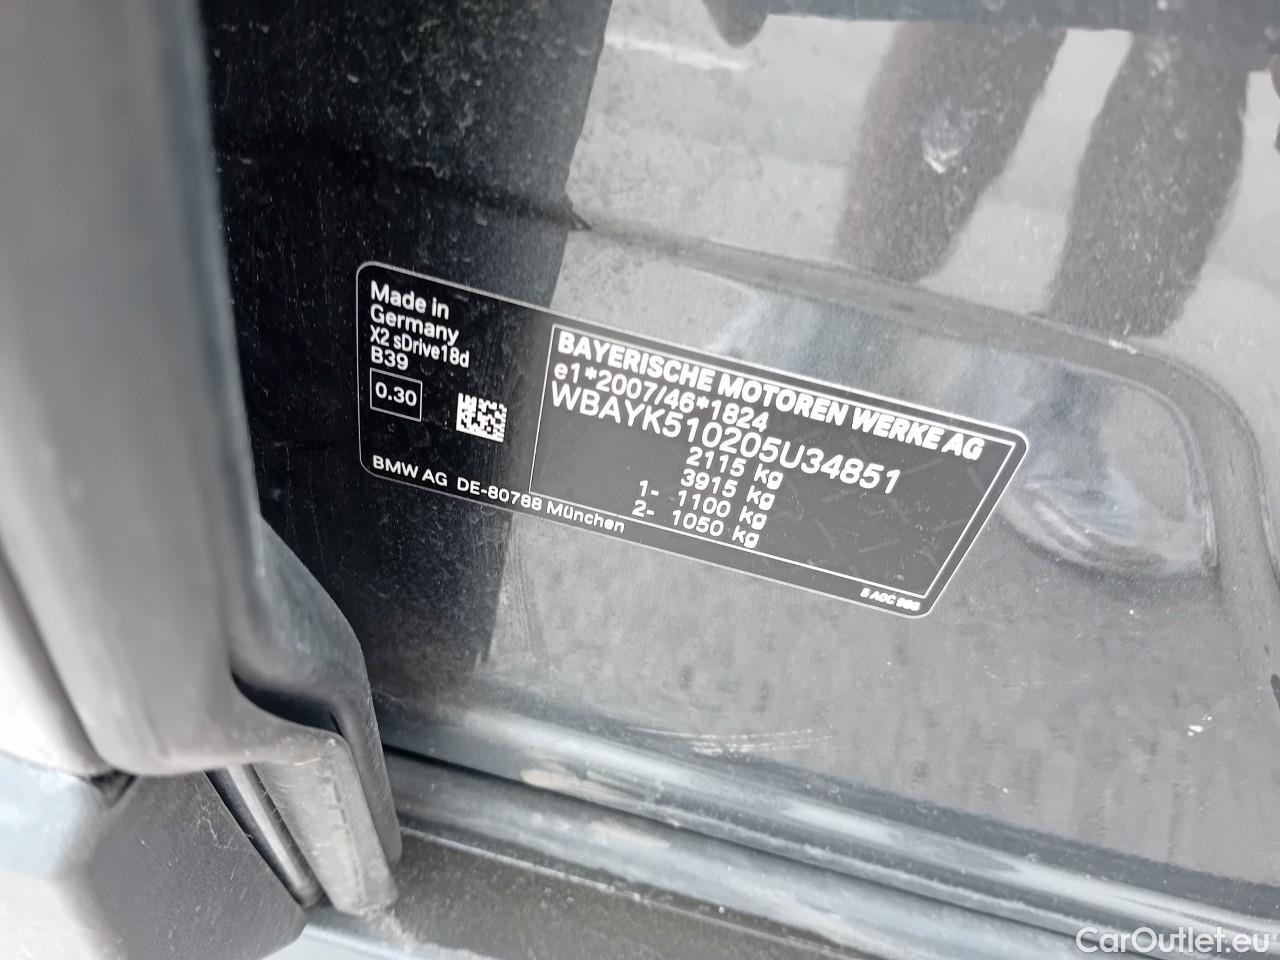 Made in
Germany
X2 sDrive18d
B39
0.30
BMW AG DE-80788 München
BAYERISCHE MOTOREN WERKE AG
e1*2007/46*1824
WBAYK510205U34851
2115 kg
3915 kg
1- 1100 kg
2- 1050 kg
CarOutlet.eu